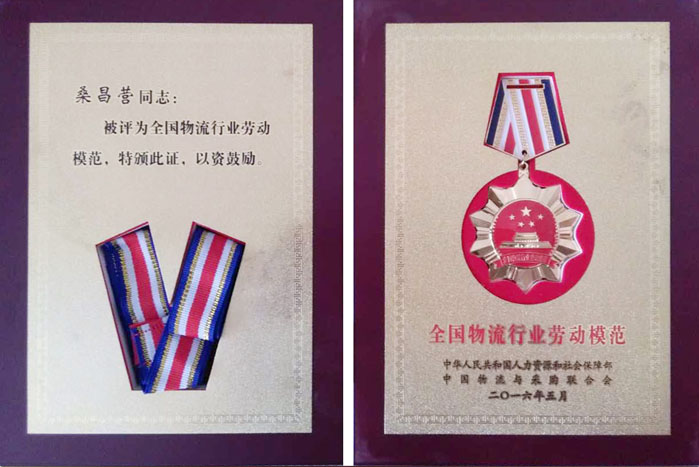 桑昌营同志：
被评为全国物流行业劳动
模范，特颁此证，以资鼓励。
全国物流行业劳动模范
中华人民共和国人力资源和社会保障部
中国物流与采购联合会
二〇一六年五月